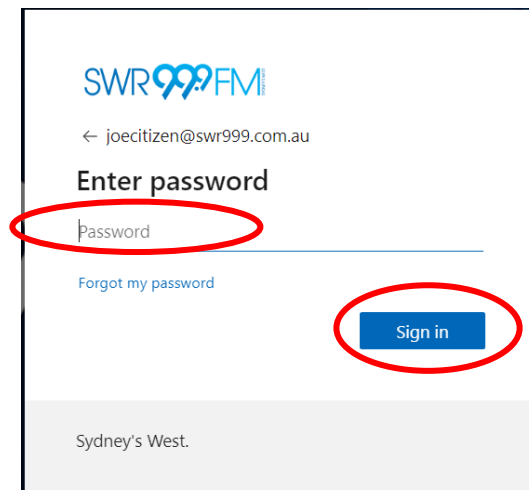 SWR99.9FM
← joecitizen@swr999.com.au
Enter password
Password
Forgot my password
Sign in
Sydney's West.